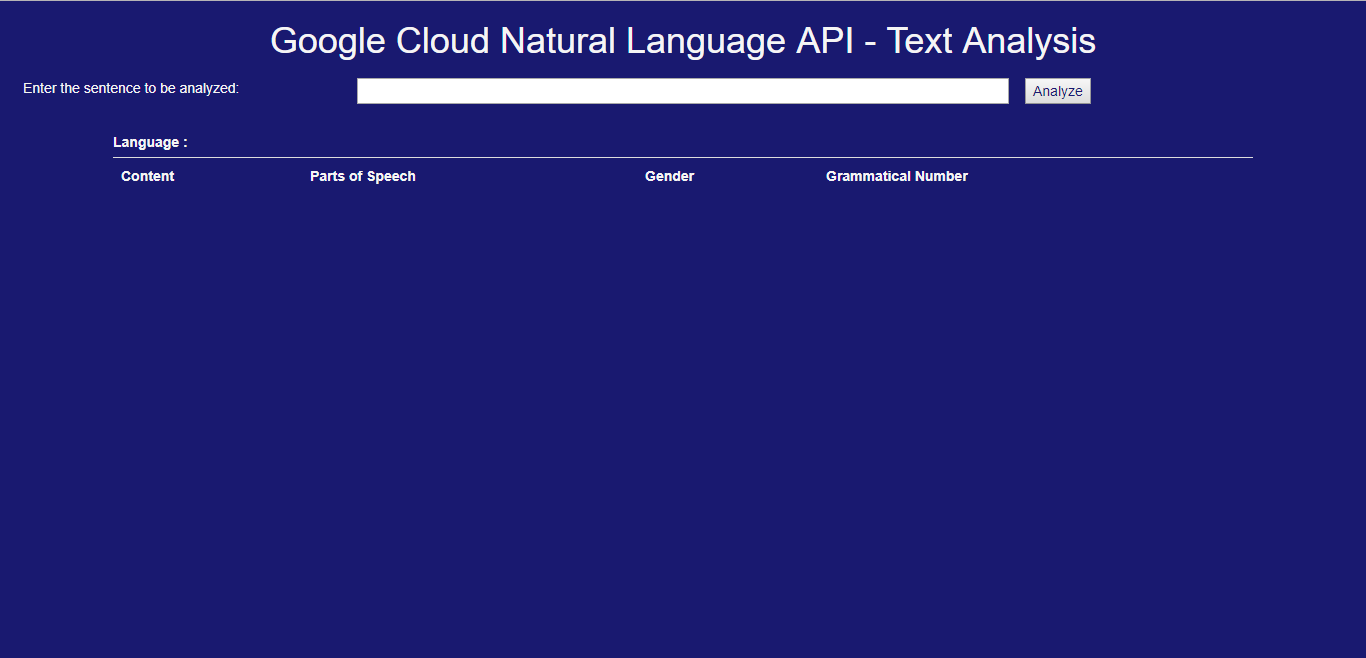 Google Cloud Natural Language API - Text Analysis
Enter the sentence to be analyzed: Analyze
Language :
Content Parts of Speech Gender Grammatical Number